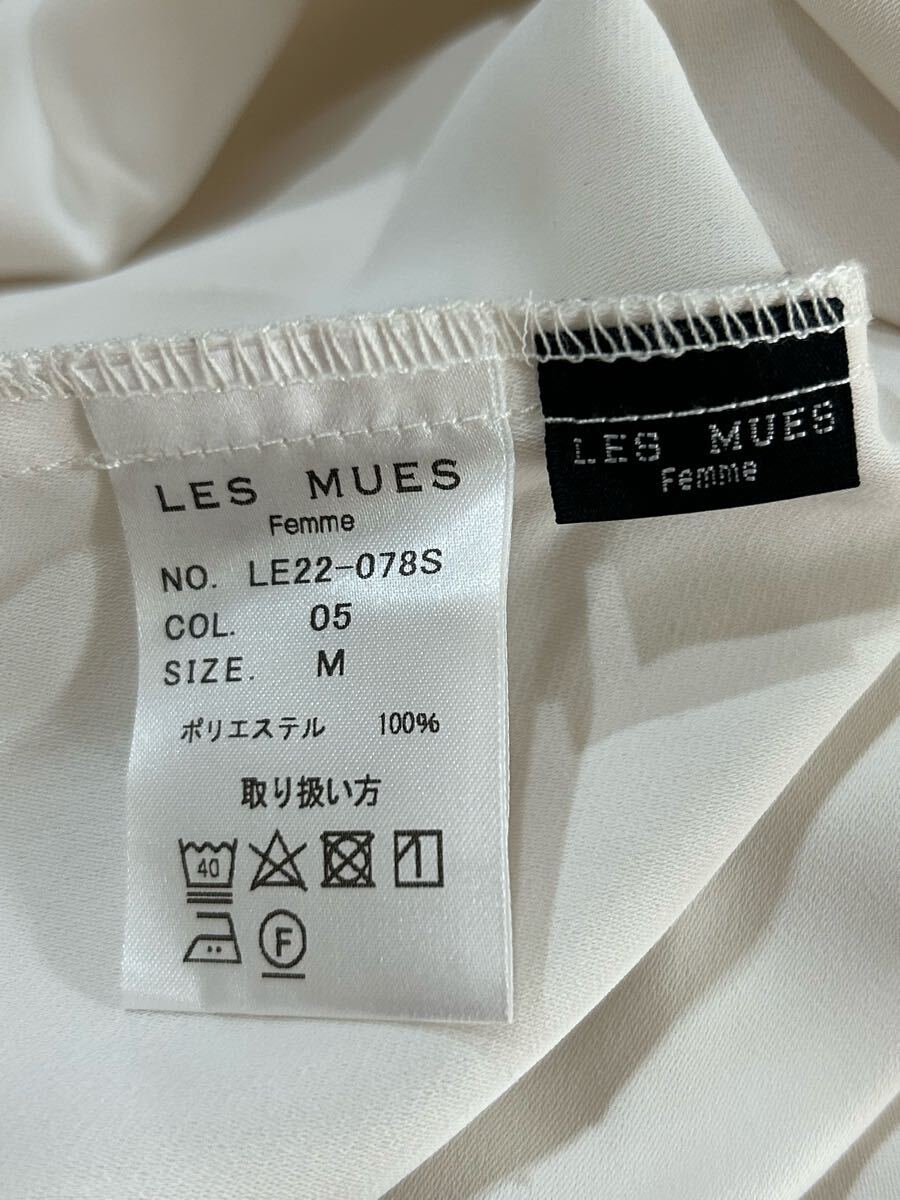 LES MUES
Femme
NO. LE22-078S
COL. 05
SIZE. M
ポリエステル 100%
取り扱い方
40
F
LES MUES
Femme